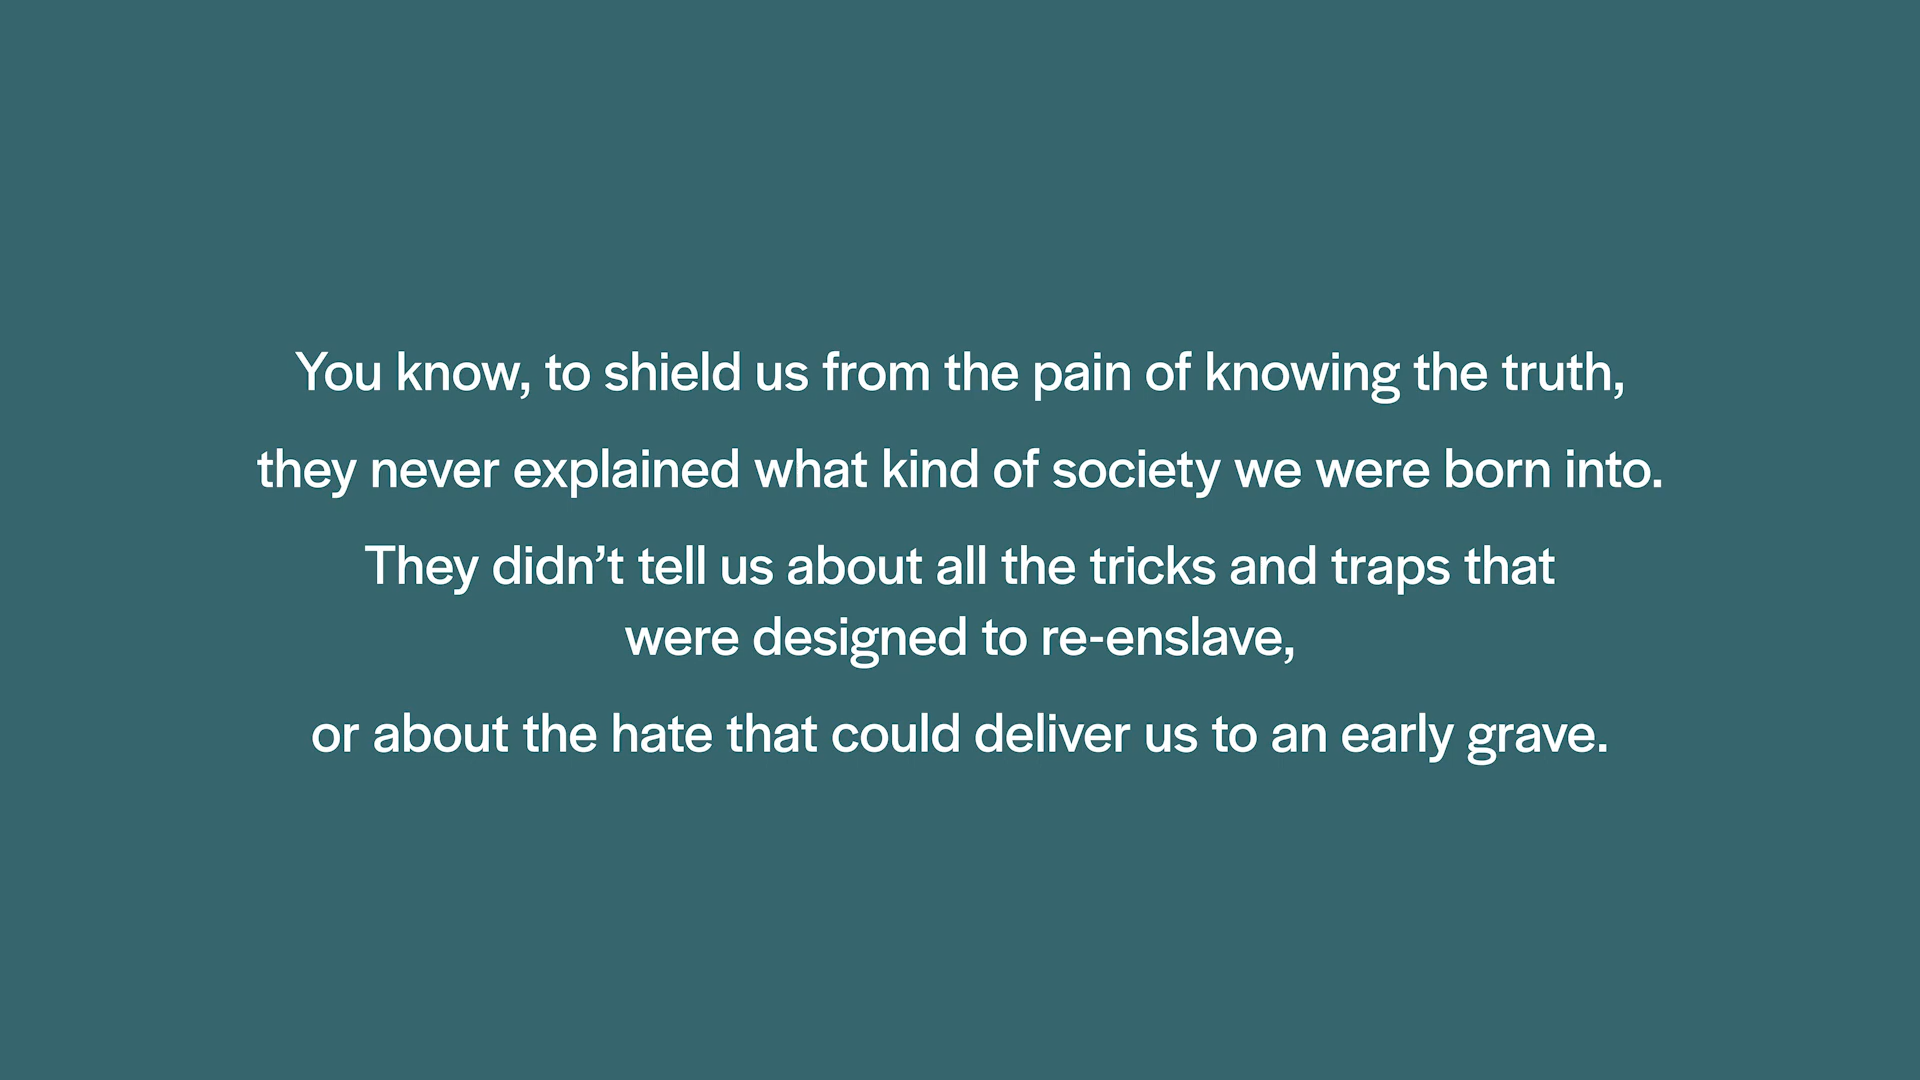 You know, to shield us from the pain of knowing the truth,
they never explained what kind of society we were born into.
They didn’t tell us about all the tricks and traps that
were designed to re-enslave,
or about the hate that could deliver us to an early grave.